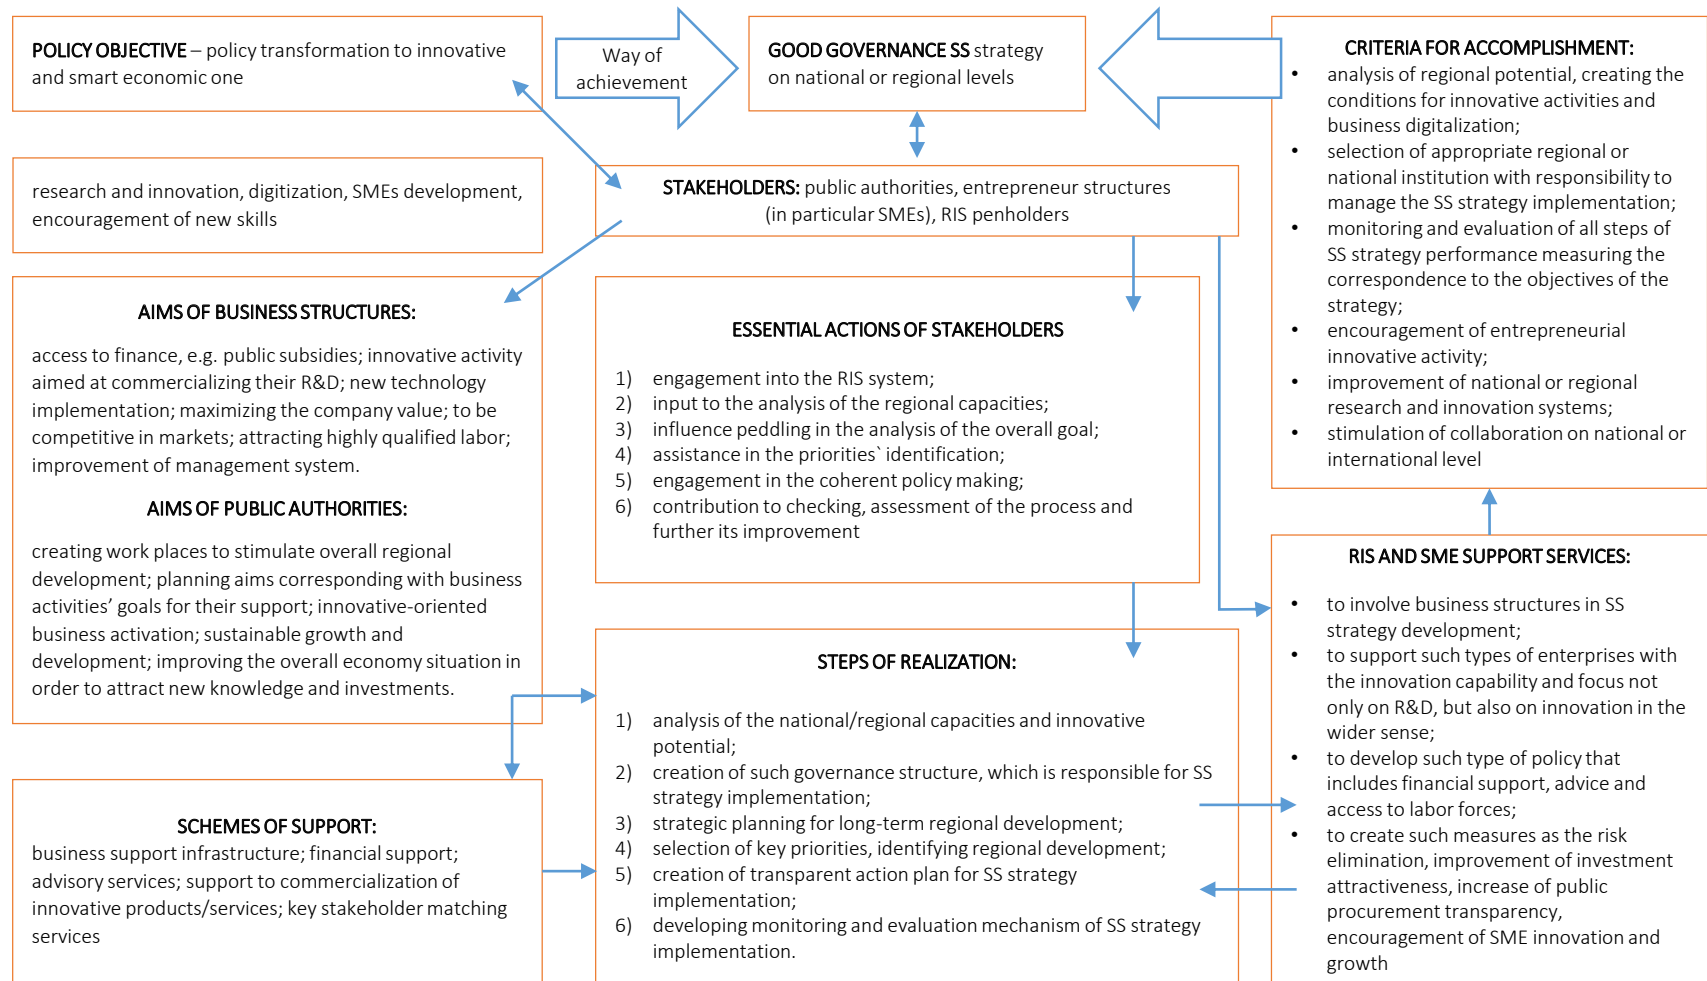 POLICY OBJECTIVE – policy transformation to innovative
and smart economic one
Way of
achievement
GOOD GOVERNANCE SS strategy
on national or regional levels
CRITERIA FOR ACCOMPLISHMENT:
• analysis of regional potential, creating the
conditions for innovative activities and
business digitalization;
• selection of appropriate regional or
national institution with responsibility to
manage the SS strategy implementation;
• monitoring and evaluation of all steps of
SS strategy performance measuring the
correspondence to the objectives of the
strategy;
• encouragement of entrepreneurial
innovative activity;
• improvement of national or regional
research and innovation systems;
• stimulation of collaboration on national or
international level
research and innovation, digitization, SMEs development,
encouragement of new skills
STAKEHOLDERS: public authorities, entrepreneur structures
(in particular SMEs), RIS penholders
AIMS OF BUSINESS STRUCTURES:
access to finance, e.g. public subsidies; innovative activity
aimed at commercializing their R&D; new technology
implementation; maximizing the company value; to be
competitive in markets; attracting highly qualified labor;
improvement of management system.
AIMS OF PUBLIC AUTHORITIES:
creating work places to stimulate overall regional
development; planning aims corresponding with business
activities’ goals for their support; innovative-oriented
business activation; sustainable growth and
development; improving the overall economy situation in
order to attract new knowledge and investments.
ESSENTIAL ACTIONS OF STAKEHOLDERS
1) engagement into the RIS system;
2) input to the analysis of the regional capacities;
3) influence peddling in the analysis of the overall goal;
4) assistance in the priorities` identification;
5) engagement in the coherent policy making;
6) contribution to checking, assessment of the process and
further its improvement
RIS AND SME SUPPORT SERVICES:
• to involve business structures in SS
strategy development;
• to support such types of enterprises with
the innovation capability and focus not
only on R&D, but also on innovation in the
wider sense;
• to develop such type of policy that
includes financial support, advice and
access to labor forces;
• to create such measures as the risk
elimination, improvement of investment
attractiveness, increase of public
procurement transparency,
encouragement of SME innovation and
growth
STEPS OF REALIZATION:
1) analysis of the national/regional capacities and innovative
potential;
2) creation of such governance structure, which is responsible for SS
strategy implementation;
3) strategic planning for long-term regional development;
4) selection of key priorities, identifying regional development;
5) creation of transparent action plan for SS strategy
implementation;
6) developing monitoring and evaluation mechanism of SS strategy
implementation.
SCHEMES OF SUPPORT:
business support infrastructure; financial support;
advisory services; support to commercialization of
innovative products/services; key stakeholder matching
services